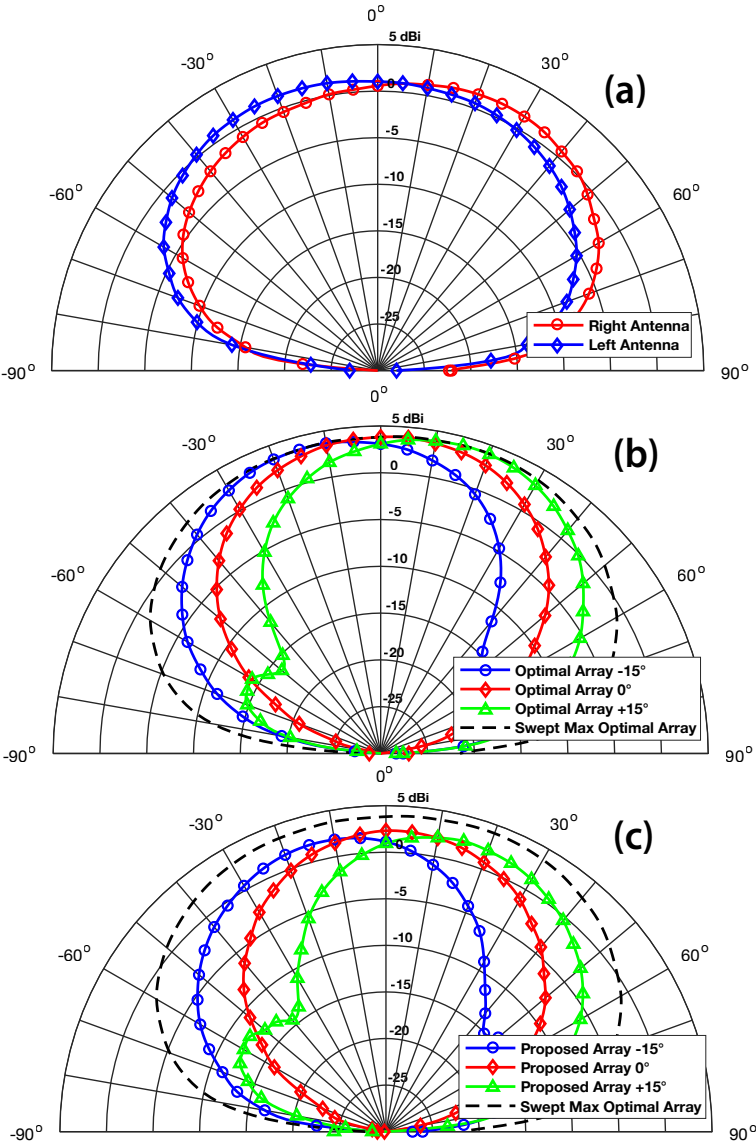 0°
5 dBi
-30°
30°
(a)
0
-5
-60°
60°
-10
-15
-20
-25
Right Antenna
Left Antenna
-90°
90°
0°
5 dBi
-30°
30°
(b)
0
-5
-60°
60°
-10
-15
-20
-25
Optimal Array -15°
Optimal Array 0°
Optimal Array +15°
Swept Max Optimal Array
-90°
90°
0°
5 dBi
-30°
30°
(c)
0
-5
-60°
60°
-10
-15
-20
-25
Proposed Array -15°
Proposed Array 0°
Proposed Array +15°
Swept Max Optimal Array
-90°
90°